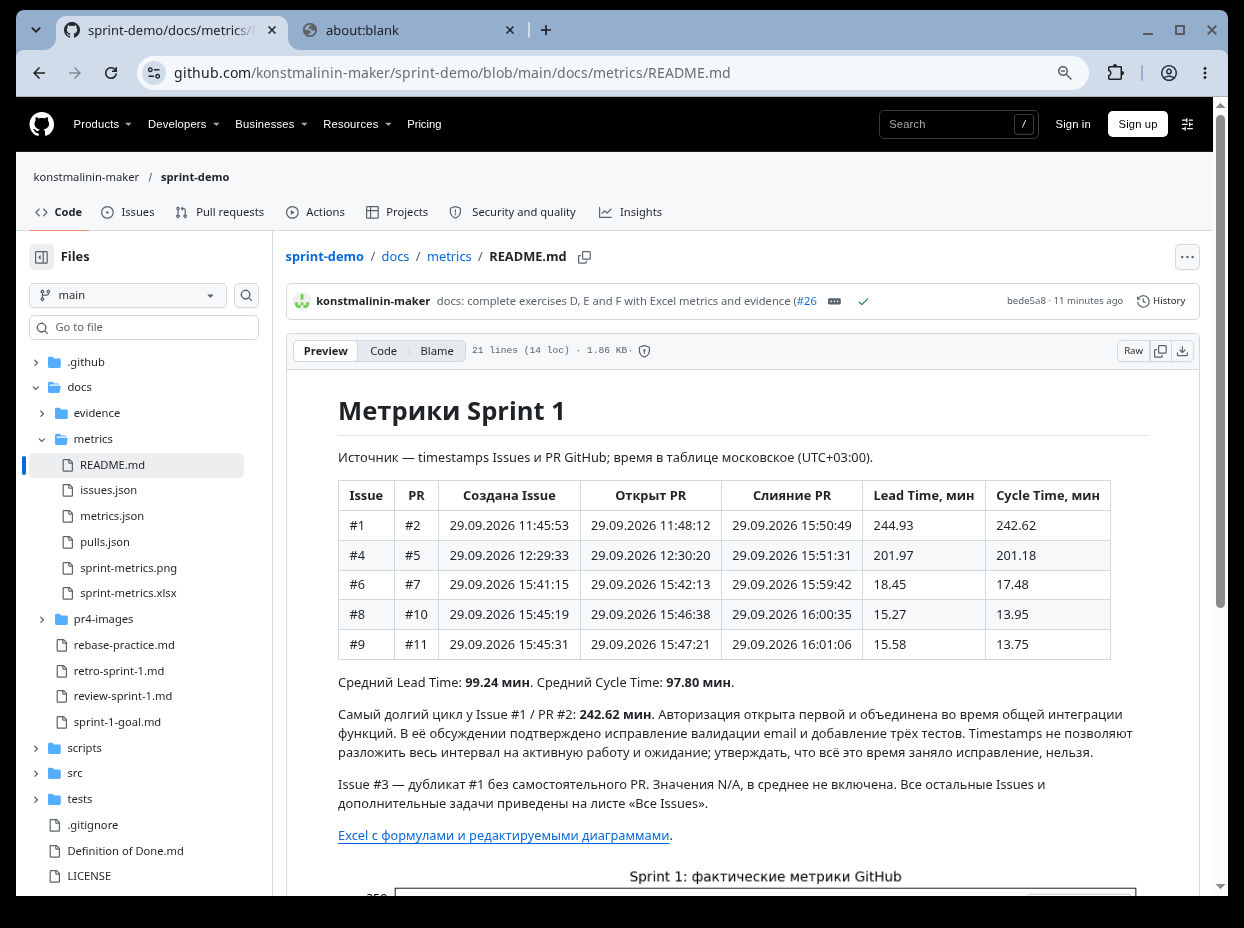 sprint-demo/docs/metrics/
about:blank
github.com/konstmalinin-maker/sprint-demo/blob/main/docs/metrics/README.md
Products Developers Businesses Resources Pricing Search / Sign in Sign up
konstmalinin-maker / sprint-demo
Code Issues Pull requests Actions Projects Security and quality Insights
Files
main
Go to file
.github
docs
evidence
metrics
README.md
issues.json
metrics.json
pulls.json
sprint-metrics.png
sprint-metrics.xlsx
pr4-images
rebase-practice.md
retro-sprint-1.md
review-sprint-1.md
sprint-1-goal.md
scripts
src
tests
.gitignore
Definition of Done.md
LICENSE
sprint-demo / docs / metrics / README.md
konstmalinin-maker docs: complete exercises D, E and F with Excel metrics and evidence (#26 bede5a8 · 11 minutes ago History
Preview Code Blame 21 lines (14 loc) · 1.86 KB · Raw
Метрики Sprint 1
Источник — timestamps Issues и PR GitHub; время в таблице московское (UTC+03:00).
Issue PR Создана Issue Открыт PR Слияние PR Lead Time, мин Cycle Time, мин
#1 #2 29.09.2026 11:45:53 29.09.2026 11:48:12 29.09.2026 15:50:49 244.93 242.62
#4 #5 29.09.2026 12:29:33 29.09.2026 12:30:20 29.09.2026 15:51:31 201.97 201.18
#6 #7 29.09.2026 15:41:15 29.09.2026 15:42:13 29.09.2026 15:59:42 18.45 17.48
#8 #10 29.09.2026 15:45:19 29.09.2026 15:46:38 29.09.2026 16:00:35 15.27 13.95
#9 #11 29.09.2026 15:45:31 29.09.2026 15:47:21 29.09.2026 16:01:06 15.58 13.75
Средний Lead Time: 99.24 мин. Средний Cycle Time: 97.80 мин.
Самый долгий цикл у Issue #1 / PR #2: 242.62 мин. Авторизация открыта первой и объединена во время общей интеграции
функций. В её обсуждении подтверждено исправление валидации email и добавление трёх тестов. Timestamps не позволяют
разложить весь интервал на активную работу и ожидание; утверждать, что всё это время заняло исправление, нельзя.
Issue #3 — дубликат #1 без самостоятельного PR. Значения N/A, в среднее не включена. Все остальные Issues и
дополнительные задачи приведены на листе «Все Issues».
Excel с формулами и редактируемыми диаграммами.
Sprint 1: фактические метрики GitHub